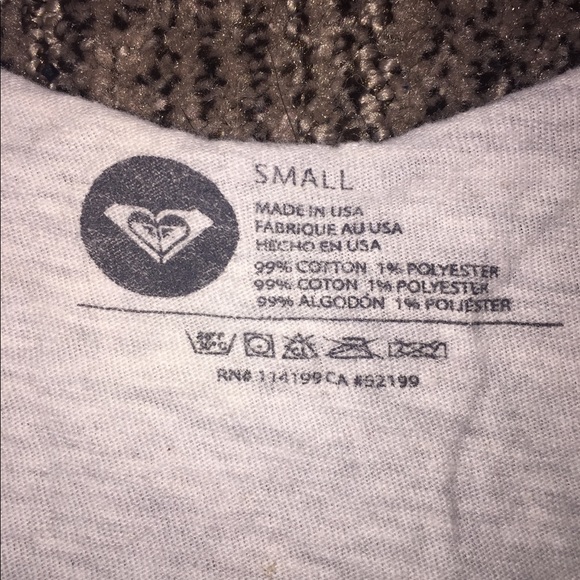 SMALL
MADE IN USA
FABRIQUE AU USA
HECHO EN USA
99% COTTON 1% POLYESTER
99% COTON 1% POLYESTER
99% ALGODÓN 1% POLIÉSTER
RN# 114199 CA #52199